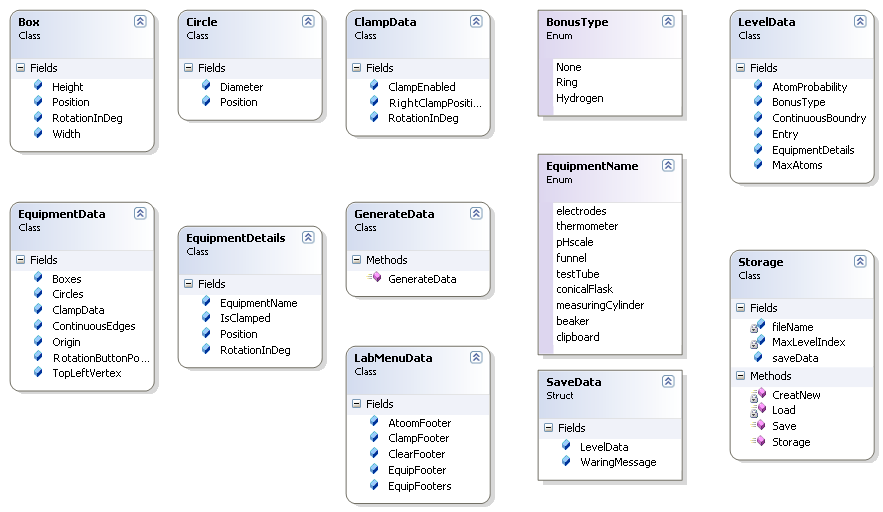 Box
Class
Fields
Height
Position
RotationInDeg
Width
Circle
Class
Fields
Diameter
Position
ClampData
Class
Fields
ClampEnabled
RightClampPositi...
RotationInDeg
BonusType
Enum
None
Ring
Hydrogen
LevelData
Class
Fields
AtomProbability
BonusType
ContinuousBoundry
Entry
EquipmentDetails
MaxAtoms
EquipmentData
Class
Fields
Boxes
Circles
ClampData
ContinuousEdges
Origin
RotationButtonPo...
TopLeftVertex
EquipmentDetails
Class
Fields
EquipmentName
IsClamped
Position
RotationInDeg
GenerateData
Class
Methods
GenerateData
LabMenuData
Class
Fields
AtoomFooter
ClampFooter
ClearFooter
EquipFooter
EquipFooters
EquipmentName
Enum
electrodes
thermometer
pHscale
funnel
testTube
conicalFlask
measuringCylinder
beaker
clipboard
SaveData
Struct
Fields
LevelData
WaringMessage
Storage
Class
Fields
fileName
MaxLevelIndex
saveData
Methods
CreatNew
Load
Save
Storage